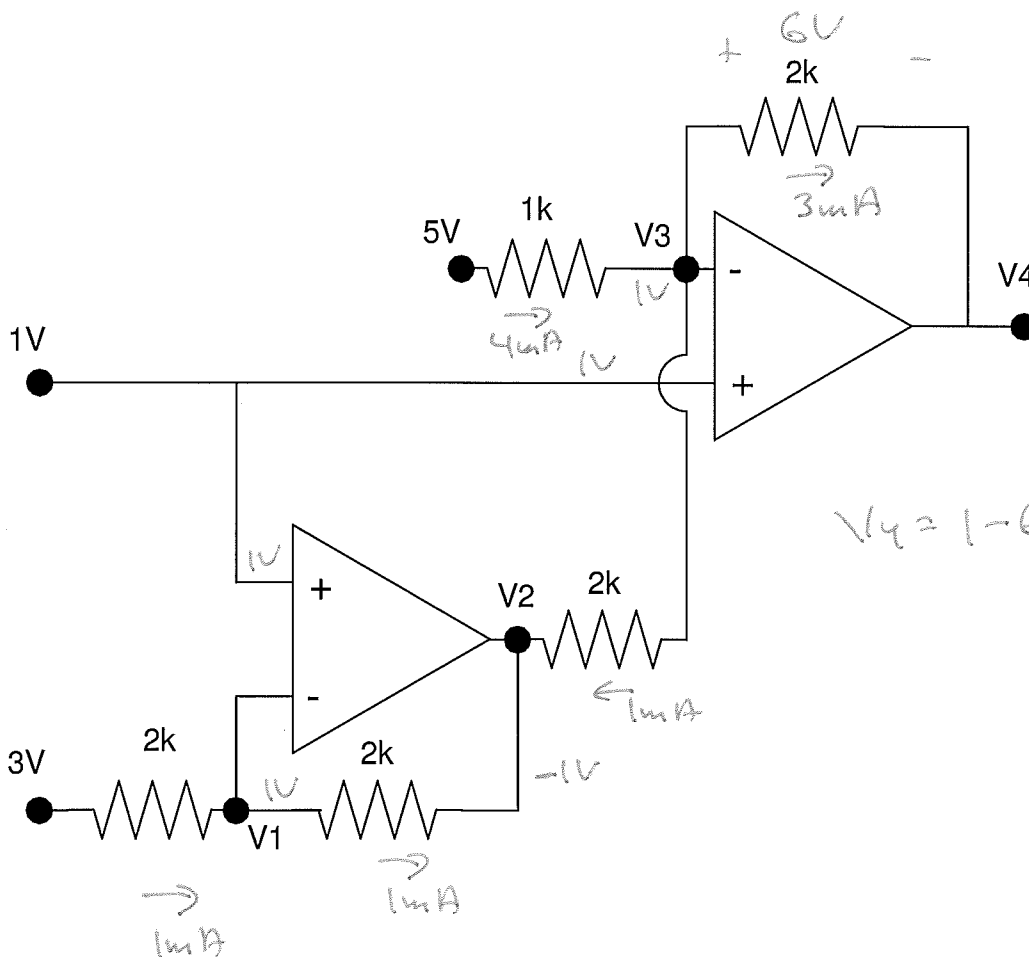 + 6V -
2k
→
3mA
1k
5V
V3
-
1V
V4
→
4mA
1V
1V
+
V4 = 1 - 6
1V
+
V2
2k
←
1mA
-
2k
2k
3V
1V
-1V
V1
→
1mA
→
1mA